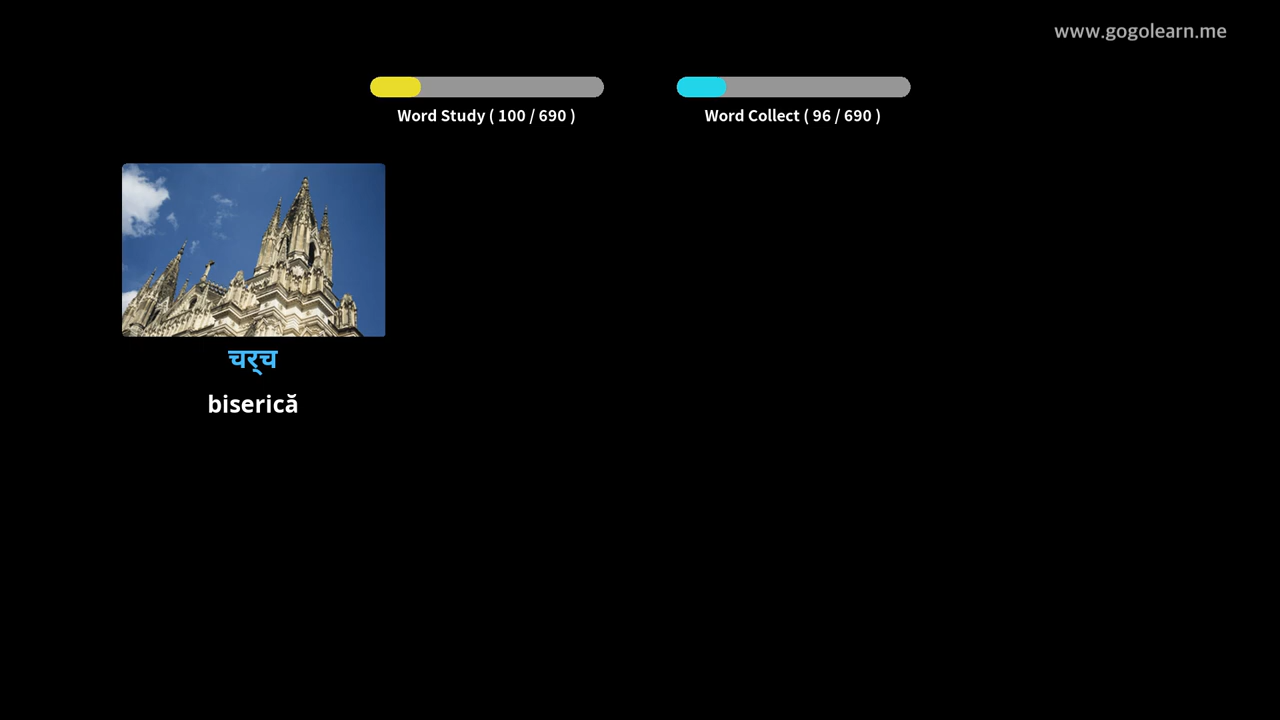 www.gogolearn.me
Word Study ( 100 / 690 )
Word Collect ( 96 / 690 )
चर्‌च
biserică